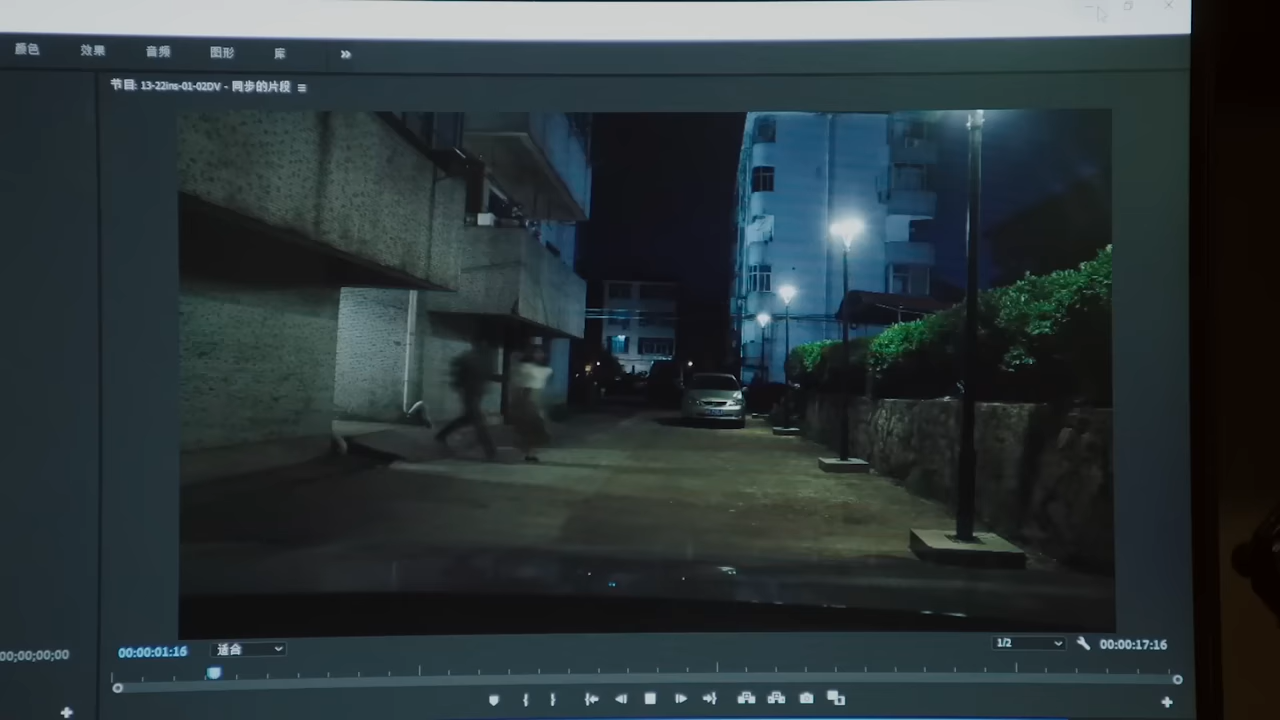 颜色 效果 音频 图形 库 »
节目: 13-22ins-01-02DV - 同步的片段
00;00;00;00
00:00:01:16 适合 1/2 00:00:17:16